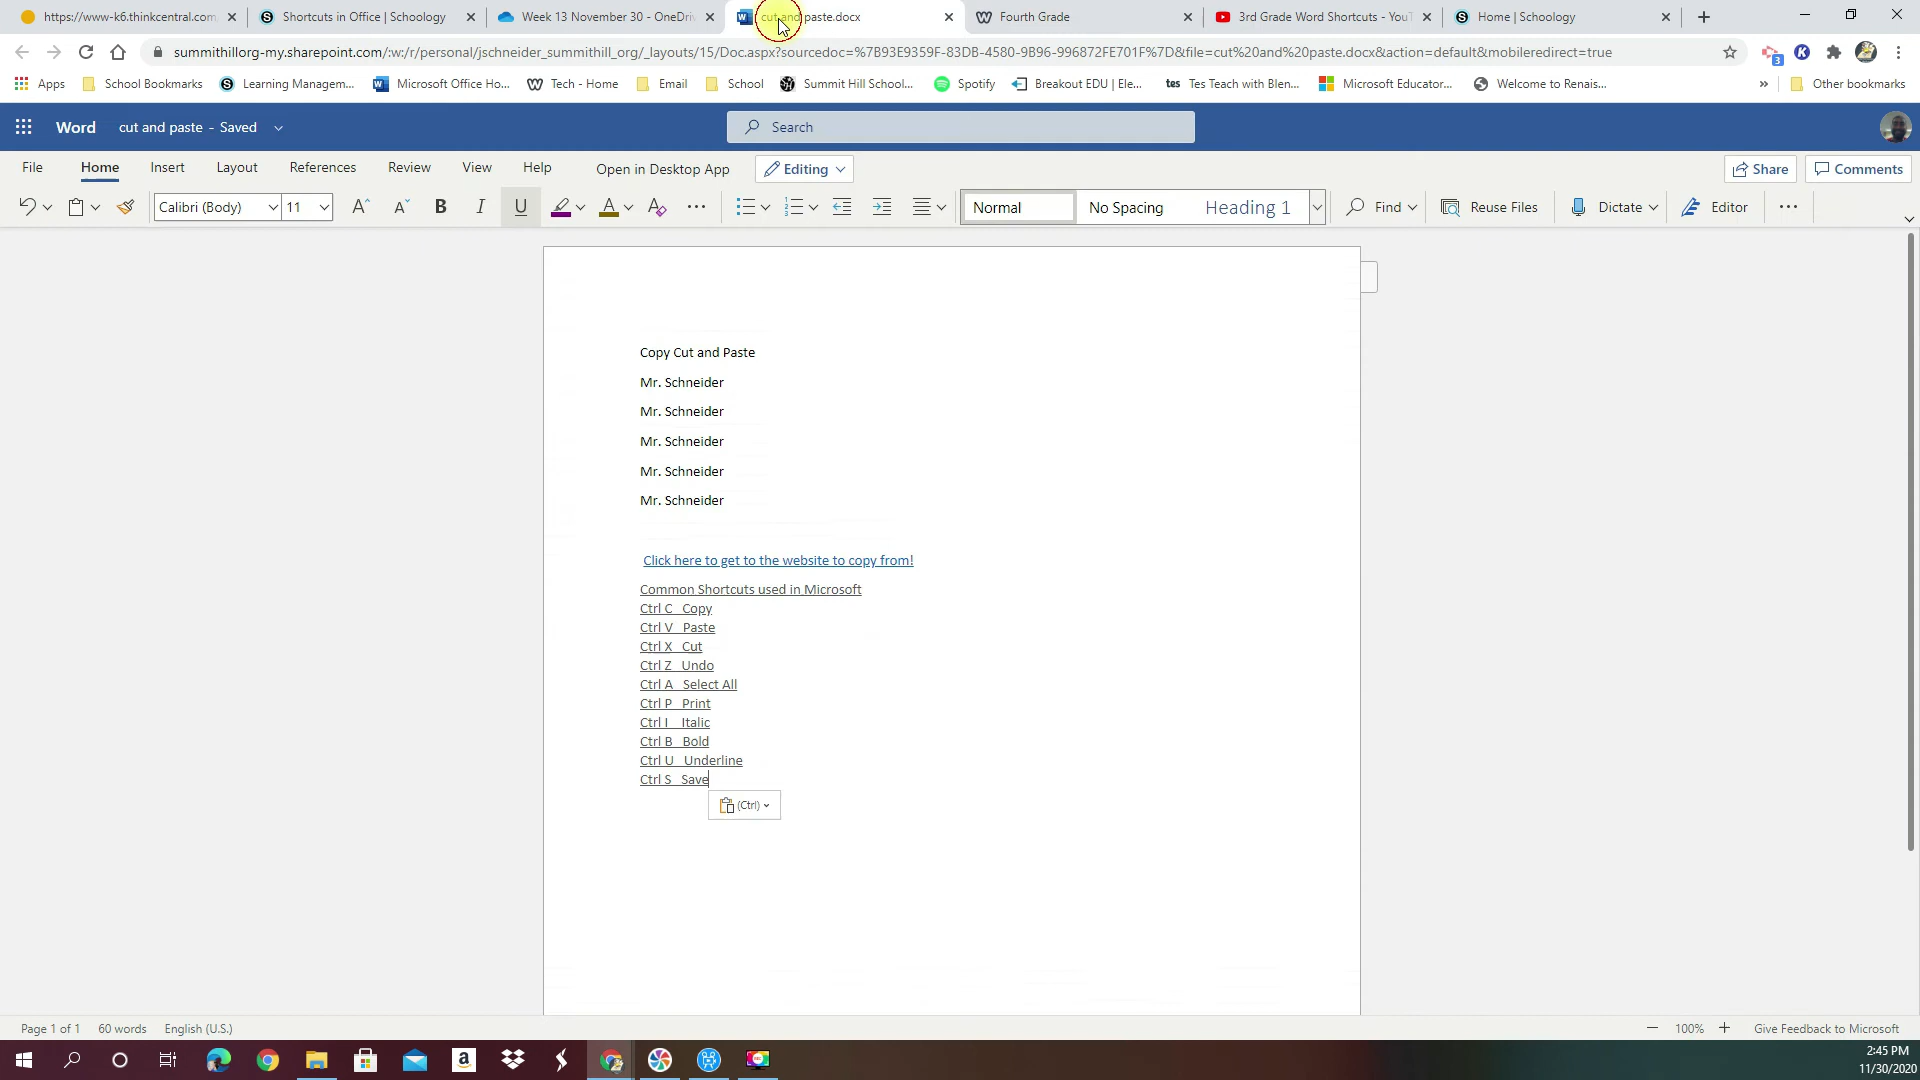 https://www-k6.thinkcentral.com
Shortcuts in Office | Schoology
Week 13 November 30 - OneDriv
cut and paste.docx
Fourth Grade
3rd Grade Word Shortcuts - YouT
Home | Schoology
summithillorg-my.sharepoint.com/:w:/r/personal/jschneider_summithill_org/_layouts/15/Doc.aspx?sourcedoc=%7B93E9359F-83DB-4580-9B96-996872FE701F%7D&file=cut%20and%20paste.docx&action=default&mobileredirect=true
3
Apps
School Bookmarks
Learning Managem...
Microsoft Office Ho...
Tech - Home
Email
School
Summit Hill School...
Spotify
Breakout EDU | Ele...
tes Tes Teach with Blen...
Microsoft Educator...
Welcome to Renais...
Other bookmarks
Word
cut and paste - Saved
Search
File
Home
Insert
Layout
References
Review
View
Help
Open in Desktop App
Editing
Share
Comments
Calibri (Body)
11
Normal
No Spacing
Heading 1
Find
Reuse Files
Dictate
Editor
Copy Cut and Paste
Mr. Schneider
Mr. Schneider
Mr. Schneider
Mr. Schneider
Mr. Schneider
Click here to get to the website to copy from!
Common Shortcuts used in Microsoft
Ctrl C   Copy
Ctrl V   Paste
Ctrl X   Cut
Ctrl Z   Undo
Ctrl A   Select All
Ctrl P   Print
Ctrl I   Italic
Ctrl B   Bold
Ctrl U   Underline
Ctrl S   Save
(Ctrl)
Page 1 of 1
60 words
English (U.S.)
100%
Give Feedback to Microsoft
2:45 PM
11/30/2020